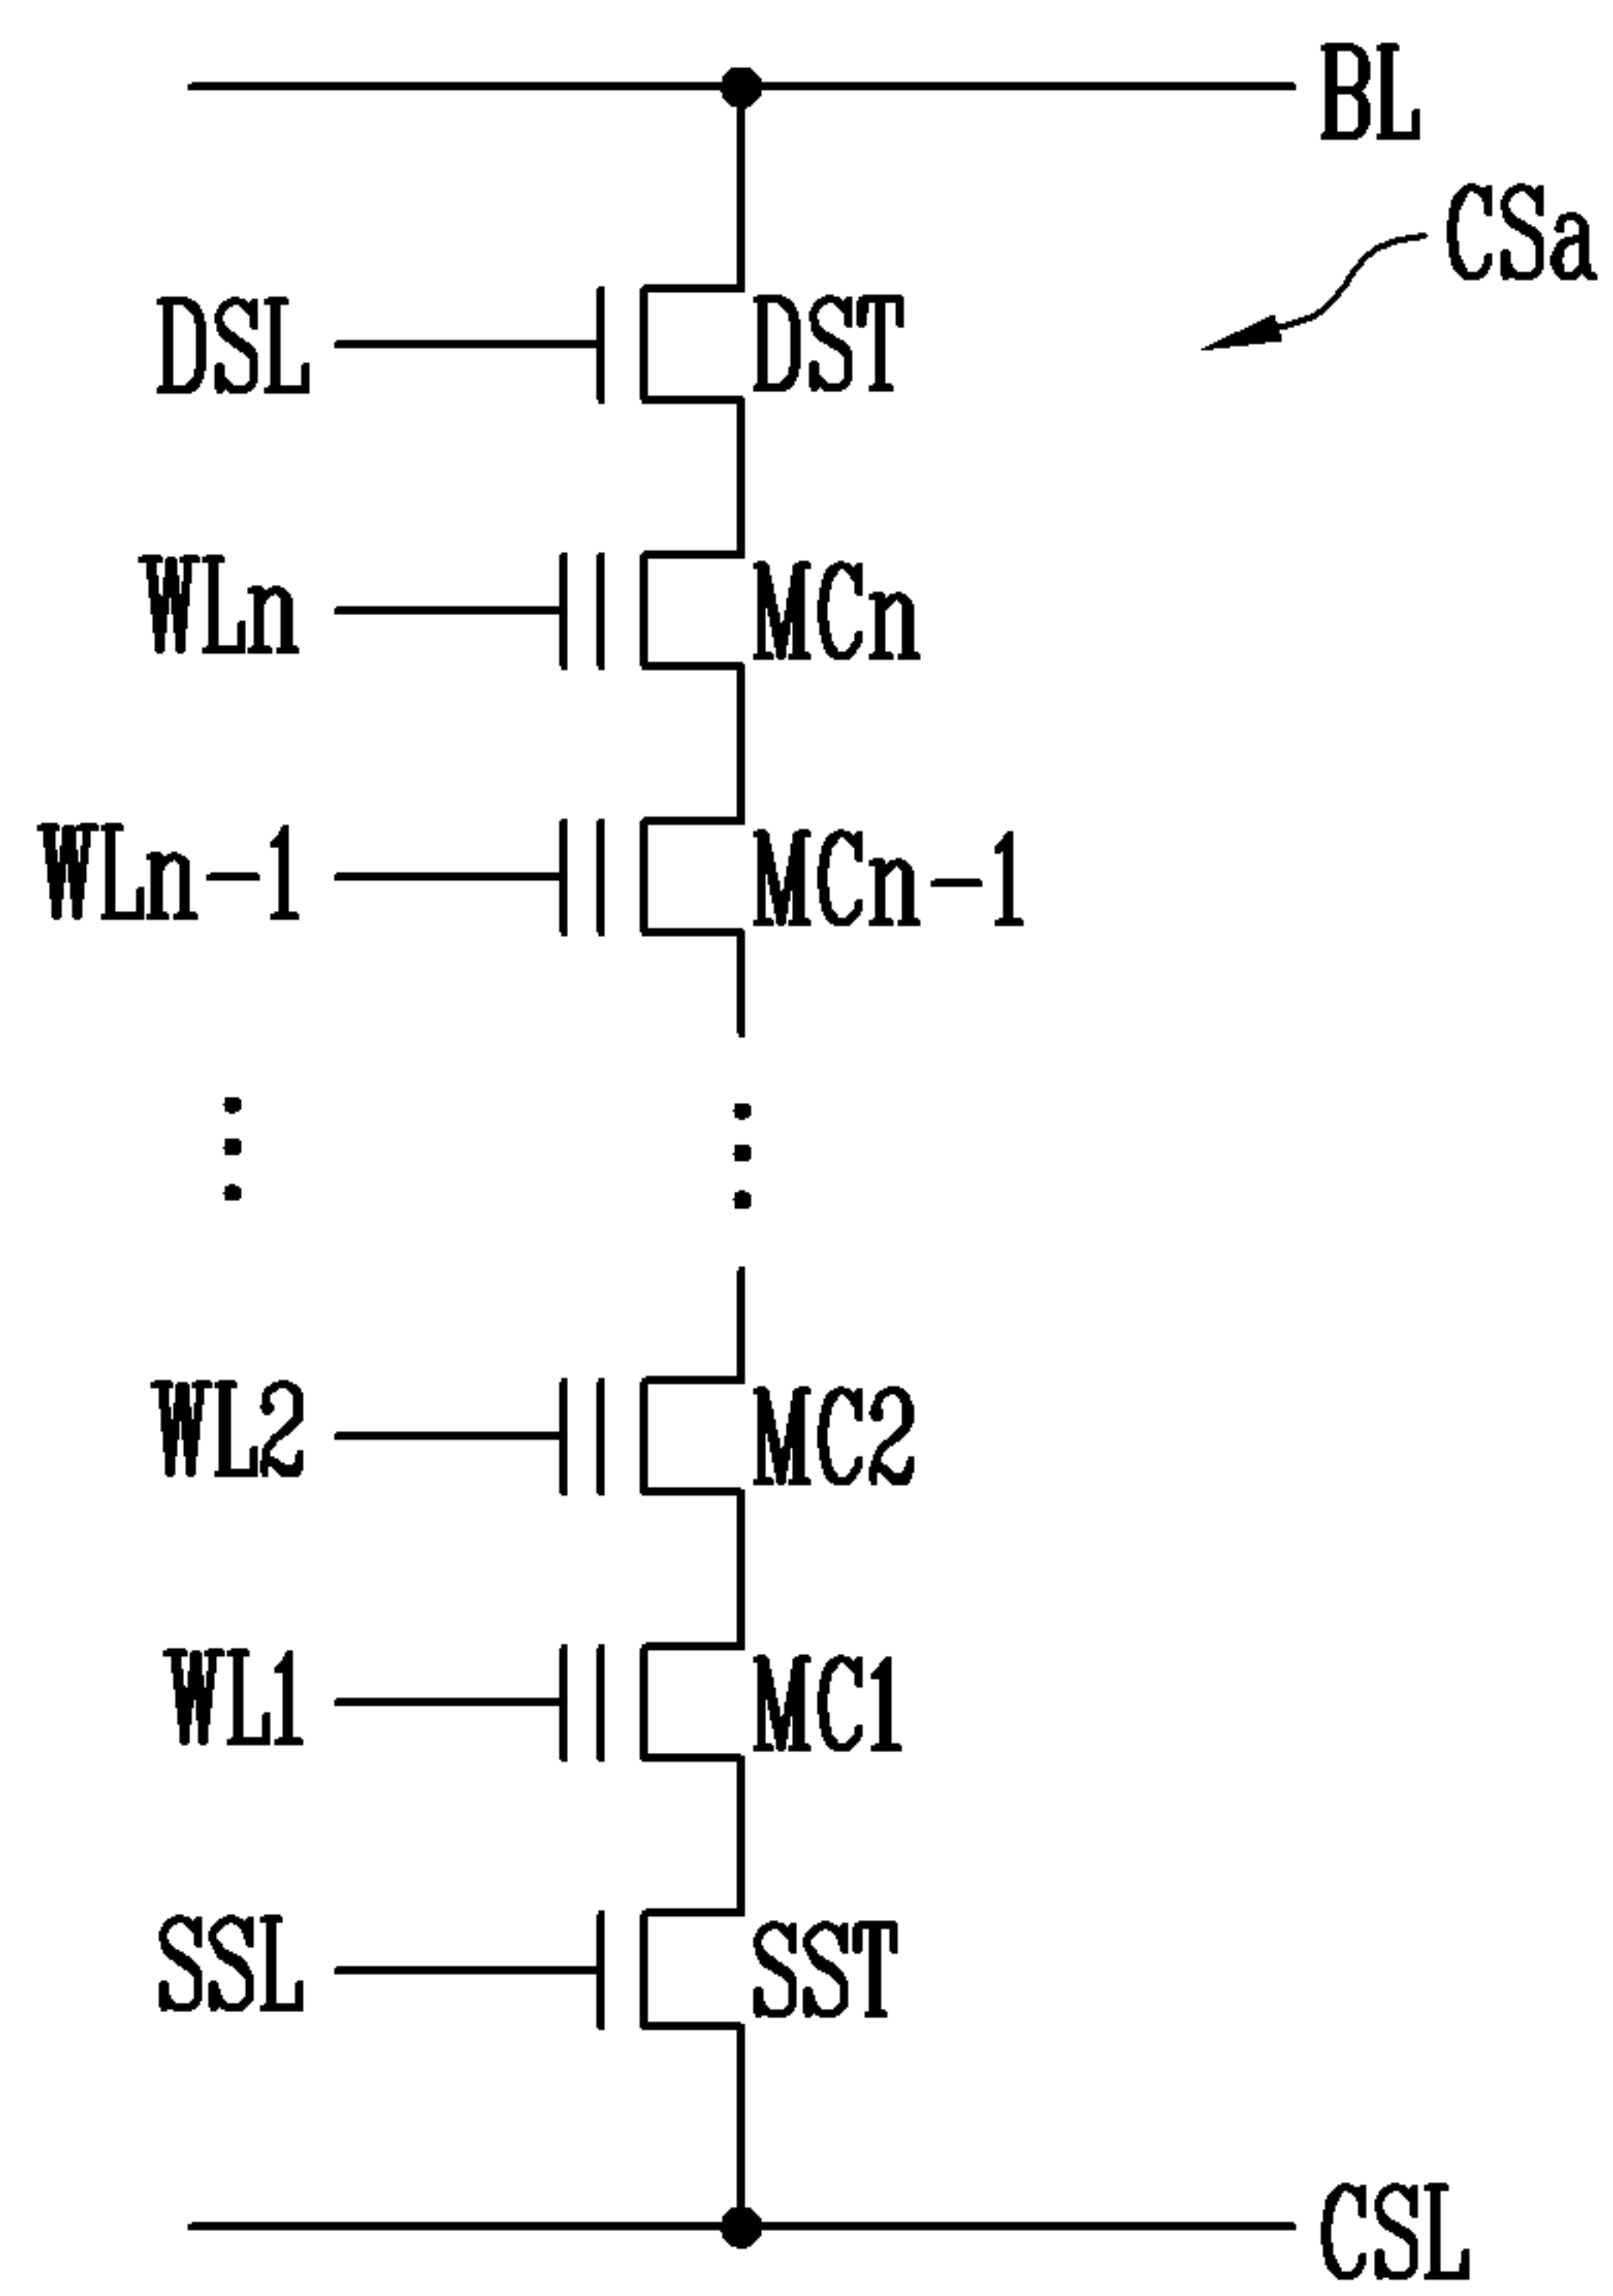 BL
CSa
DSL DST
WLn MCn
WLn-1 MCn-1
WL2 MC2
WL1 MC1
SSL SST
CSL